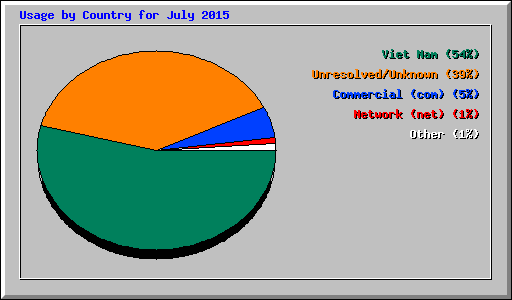 Usage by Country for July 2015
Viet Nam (54%)
Unresolved/Unknown (39%)
Commercial (com) (5%)
Network (net) (1%)
Other (1%)